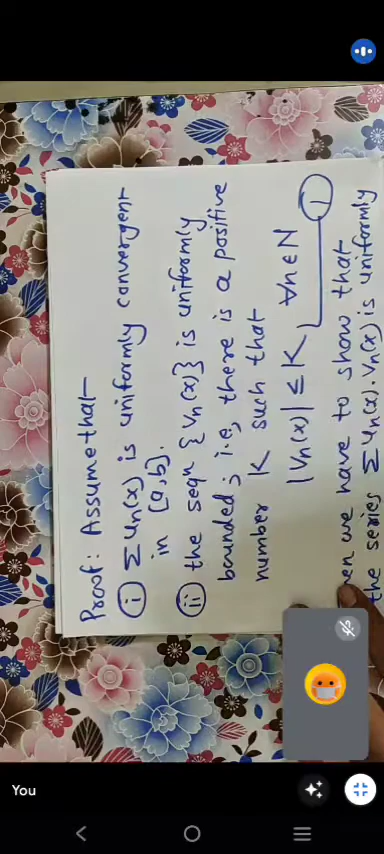 Proof: Assume that
(i) Σ un(x) is uniformly convergent
in [a,b].
(ii) the seqn {vn(x)} is uniformly
bounded; i.e, there is a positive
number K such that
|vn(x)| ≤ K, ∀n∈N ①
en we have to show that
the series Σ un(x).vn(x) is uniformly
You